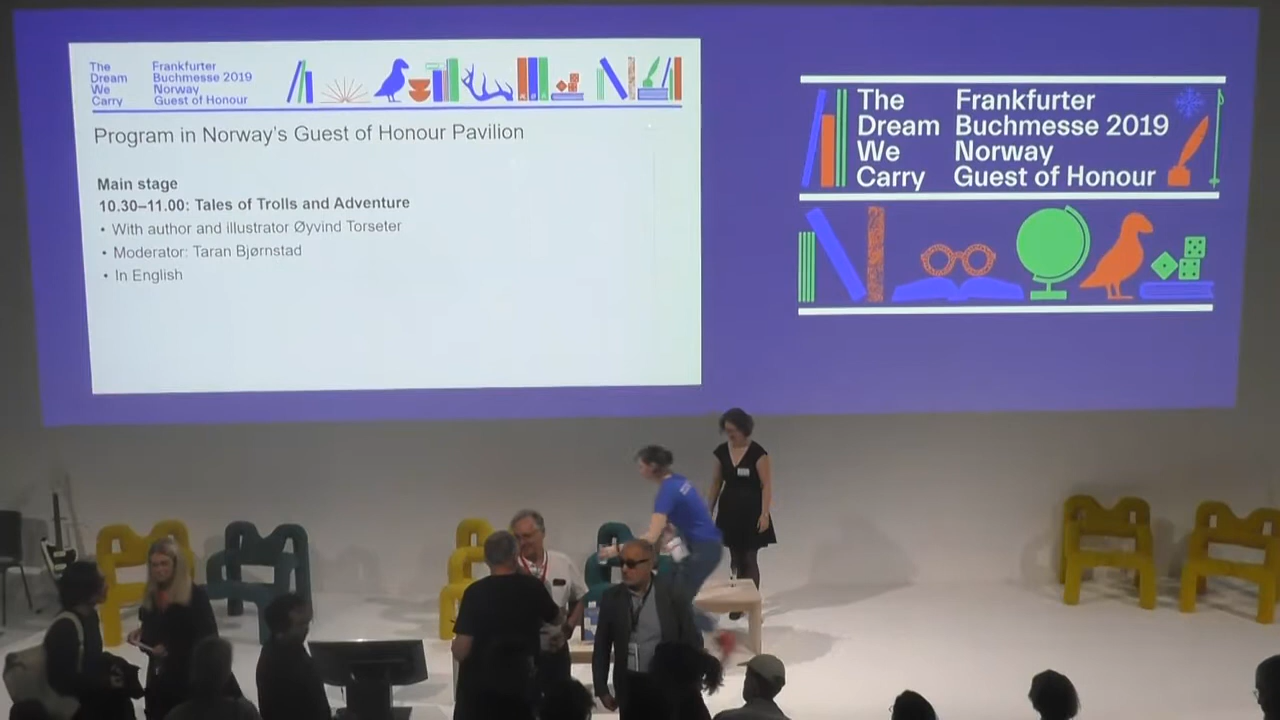 The
Dream
We
Carry
Frankfurter
Buchmesse 2019
Norway
Guest of Honour
Program in Norway's Guest of Honour Pavilion
Main stage
10.30–11.00: Tales of Trolls and Adventure
• With author and illustrator Øyvind Torseter
• Moderator: Taran Bjørnstad
• In English
The
Dream
We
Carry
Frankfurter
Buchmesse 2019
Norway
Guest of Honour